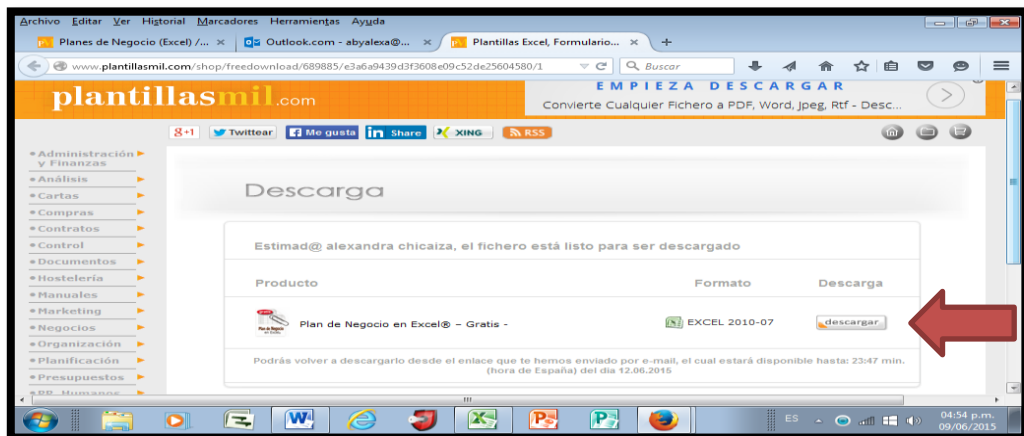 Archivo Editar Ver Historial Marcadores Herramientas Ayuda
Planes de Negocio (Excel) /... × Outlook.com - abyalexa@... × Plantillas Excel, Formulario... × +
www.plantillasmil.com/shop/freedownload/689885/e3a6a9439d3f3608e09c52de25604580/1 Buscar
plantillasmil.com
EMPIEZA DESCARGAR
Convierte Cualquier Fichero a PDF, Word, Jpeg, Rtf - Desc...
8+1 Twittear Me gusta in Share XING RSS
Administración y Finanzas
Análisis
Cartas
Compras
Contratos
Control
Documentos
Hostelería
Manuales
Marketing
Negocios
Organización
Planificación
Presupuestos
RR. Humanos
Descarga
Estimad@ alexandra chicaiza, el fichero está listo para ser descargado
Producto Formato Descarga
Plan de Negocio en Excel® – Gratis - EXCEL 2010-07 descargar
Podrás volver a descargarlo desde el enlace que te hemos enviado por e-mail, el cual estará disponible hasta: 23:47 min.
(hora de España) del día 12.06.2015
ES 04:54 p.m.
09/06/2015